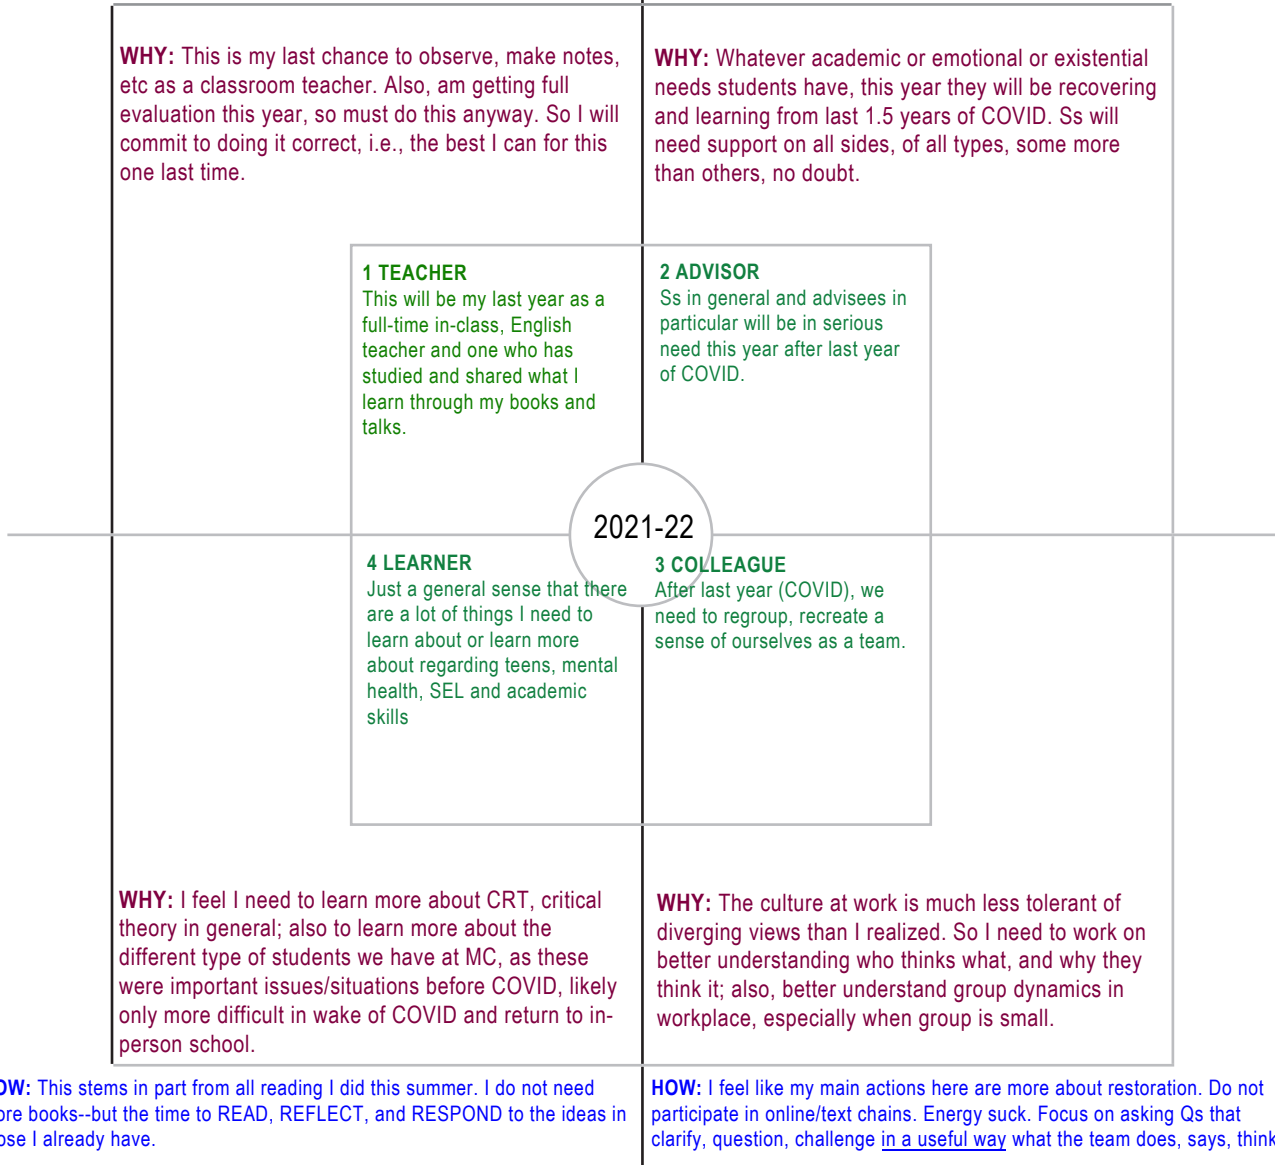 WHY: This is my last chance to observe, make notes,
etc as a classroom teacher. Also, am getting full
evaluation this year, so must do this anyway. So I will
commit to doing it correct, i.e., the best I can for this
one last time.
WHY: Whatever academic or emotional or existential
needs students have, this year they will be recovering
and learning from last 1.5 years of COVID. Ss will
need support on all sides, of all types, some more
than others, no doubt.
1 TEACHER
This will be my last year as a
full-time in-class, English
teacher and one who has
studied and shared what I
learn through my books and
talks.
2 ADVISOR
Ss in general and advisees in
particular will be in serious
need this year after last year
of COVID.
2021-22
4 LEARNER
Just a general sense that there
are a lot of things I need to
learn about or learn more
about regarding teens, mental
health, SEL and academic
skills
3 COLLEAGUE
After last year (COVID), we
need to regroup, recreate a
sense of ourselves as a team.
WHY: I feel I need to learn more about CRT, critical
theory in general; also to learn more about the
different type of students we have at MC, as these
were important issues/situations before COVID, likely
only more difficult in wake of COVID and return to in-
person school.
WHY: The culture at work is much less tolerant of
diverging views than I realized. So I need to work on
better understanding who thinks what, and why they
think it; also, better understand group dynamics in
workplace, especially when group is small.
OW: This stems in part from all reading I did this summer. I do not need
ore books--but the time to READ, REFLECT, and RESPOND to the ideas in
ose I already have.
HOW: I feel like my main actions here are more about restoration. Do not
participate in online/text chains. Energy suck. Focus on asking Qs that
clarify, question, challenge in a useful way what the team does, says, think